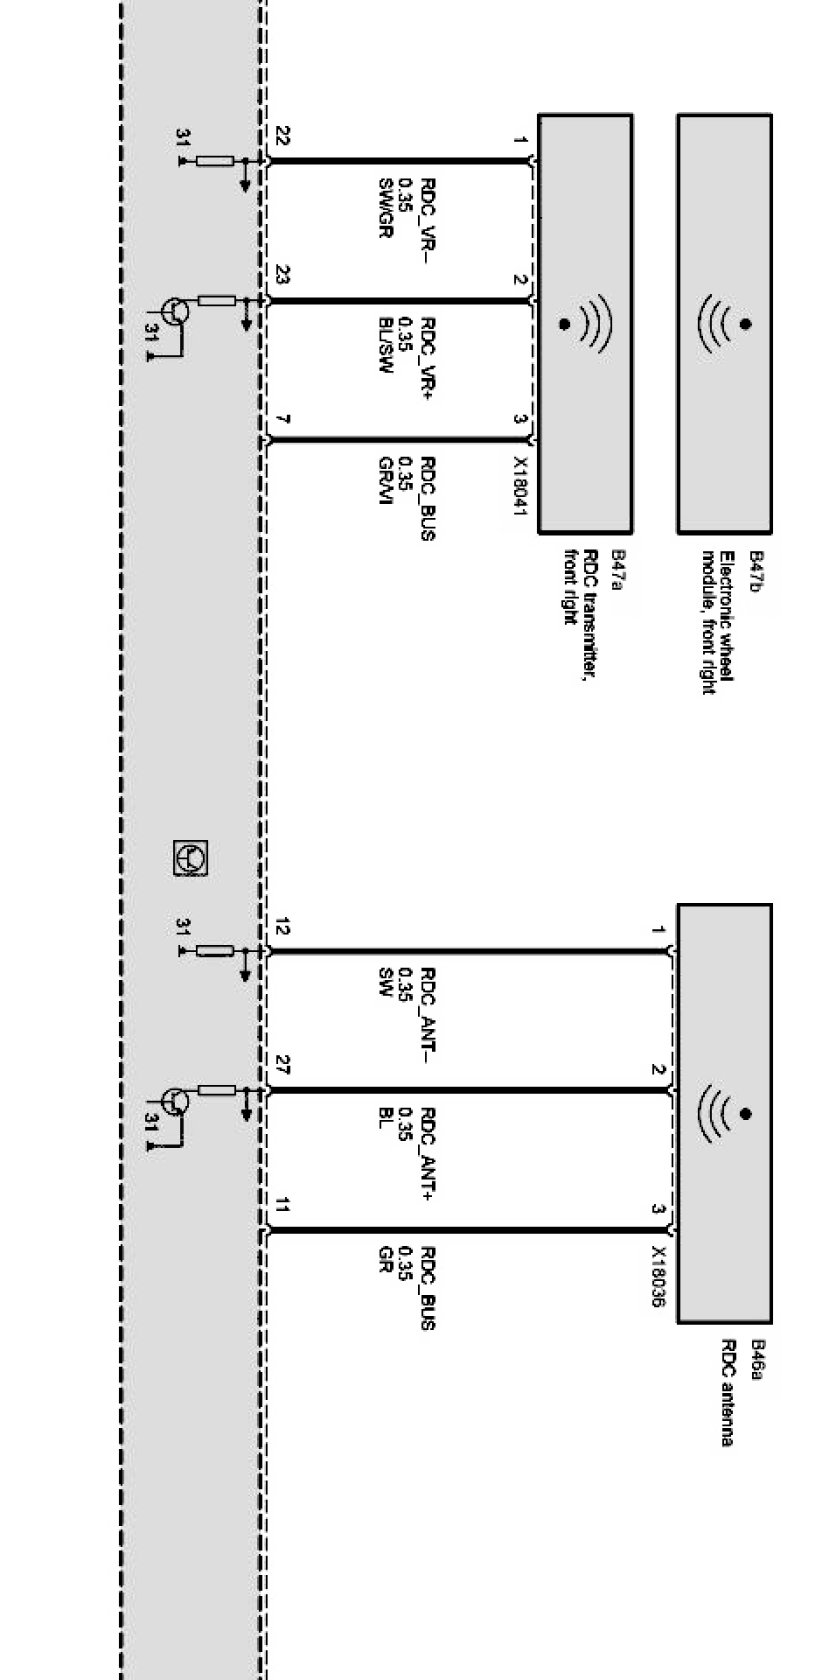 B47b
Electronic wheel
module, front right
B47a
RDC transmitter,
front right
B46a
RDC antenna
1
2
3
X18041
1
2
3
X18036
RDC_VR–
0.35
SW/GR
RDC_VR+
0.35
BL/SW
RDC_BUS
0.35
GR/VI
RDC_ANT–
0.35
SW
RDC_ANT+
0.35
BL
RDC_BUS
0.35
GR
22
23
7
12
27
11
31
31
31
31